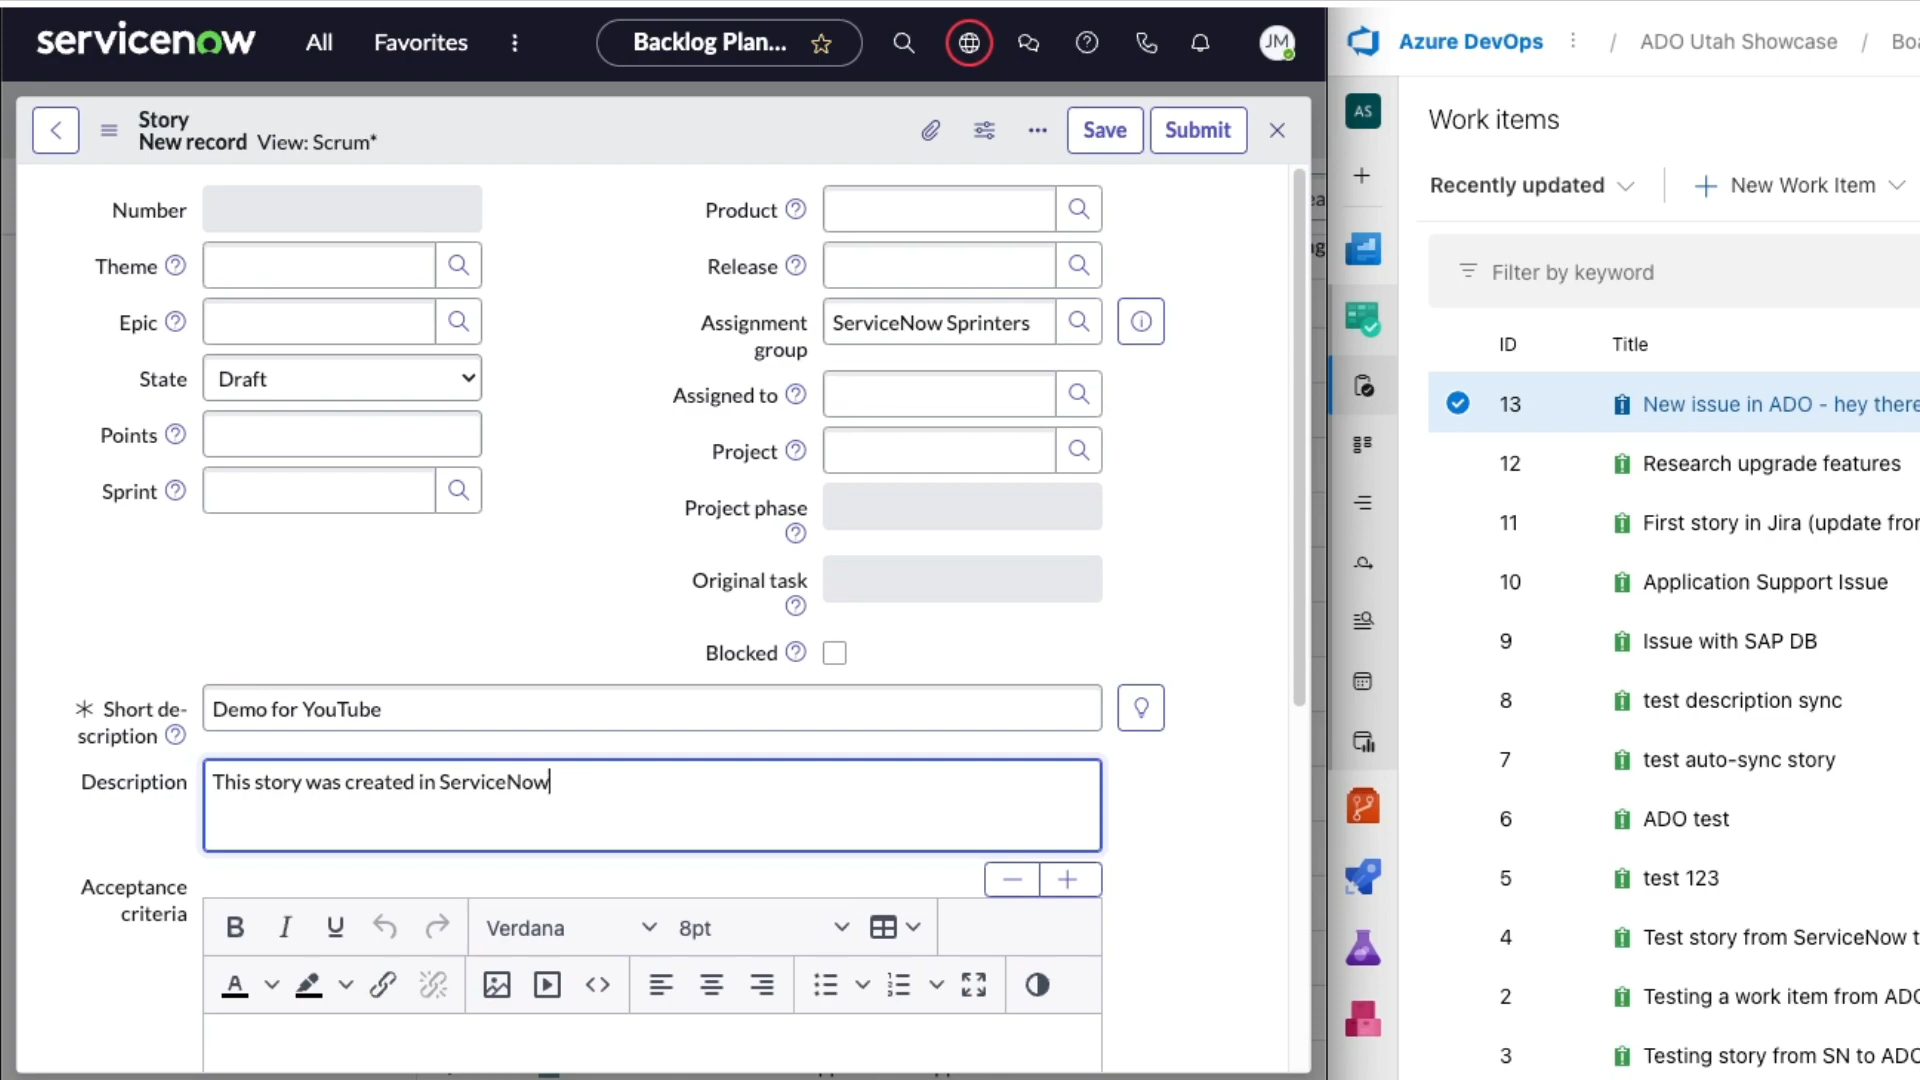 servicenow All Favorites Backlog Plan... JM
Story
New record View: Scrum*
Save Submit
Number
Theme
Epic
State Draft
Points
Sprint
Product
Release
Assignment group ServiceNow Sprinters
Assigned to
Project
Project phase
Original task
Blocked
Short de-
scription Demo for YouTube
Description This story was created in ServiceNow
Acceptance
criteria
B I U Verdana 8pt
A
Azure DevOps / ADO Utah Showcase / Boa
AS
Work items
Recently updated New Work Item
Filter by keyword
ID Title
13 New issue in ADO - hey there
12 Research upgrade features
11 First story in Jira (update fror
10 Application Support Issue
9 Issue with SAP DB
8 test description sync
7 test auto-sync story
6 ADO test
5 test 123
4 Test story from ServiceNow t
2 Testing a work item from ADO
3 Testing story from SN to ADO